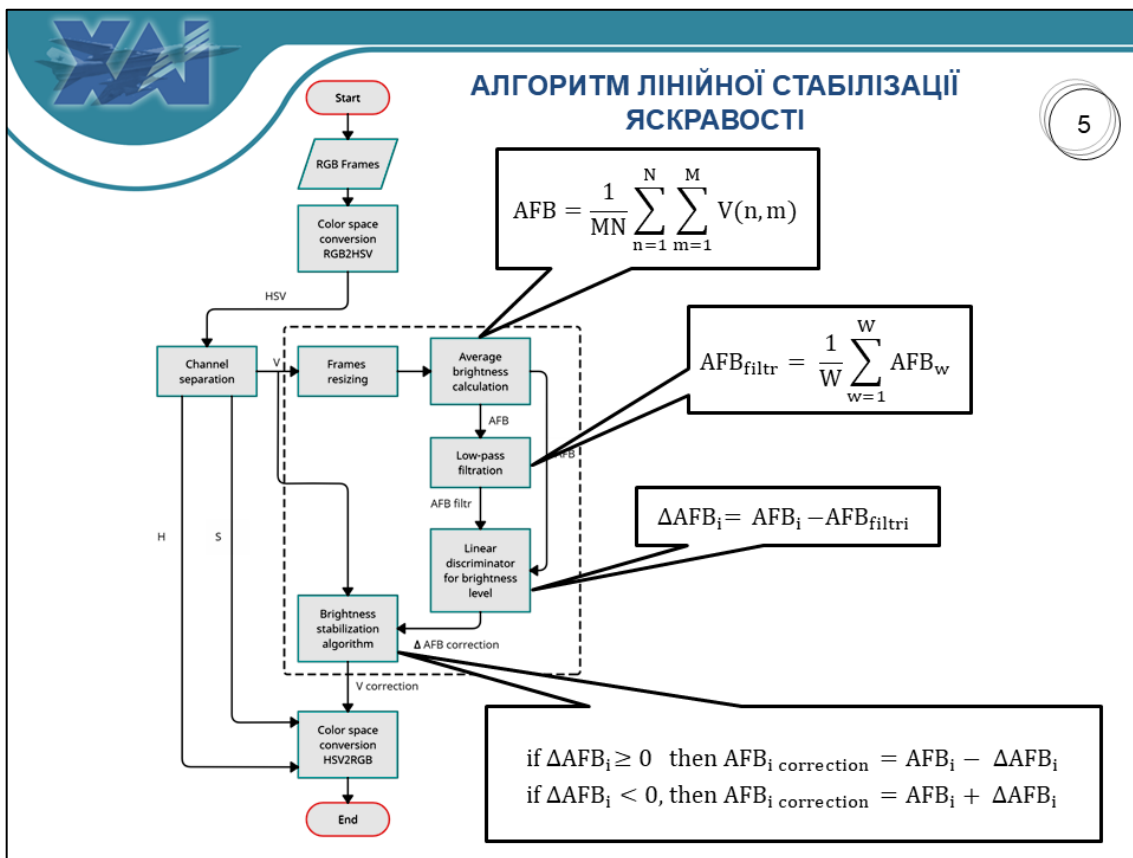 ХАІ
АЛГОРИТМ ЛІНІЙНОЇ СТАБІЛІЗАЦІЇ
ЯСКРАВОСТІ
5
Start
RGB Frames
Color space
conversion
RGB2HSV
HSV
Channel
separation
V
Frames
resizing
Average
brightness
calculation
AFB
AFB
Low-pass
filtration
AFB filtr
Linear
discriminator
for brightness
level
H
S
Brightness
stabilization
algorithm
Δ AFB correction
V correction
Color space
conversion
HSV2RGB
End
AFB = 1/MN ∑_{n=1}^{N} ∑_{m=1}^{M} V(n, m)
AFB_filtr = 1/W ∑_{w=1}^{W} AFB_w
ΔAFB_i = AFB_i − AFB_filtri
if ΔAFB_i ≥ 0 then AFB_i correction = AFB_i − ΔAFB_i
if ΔAFB_i < 0, then AFB_i correction = AFB_i + ΔAFB_i